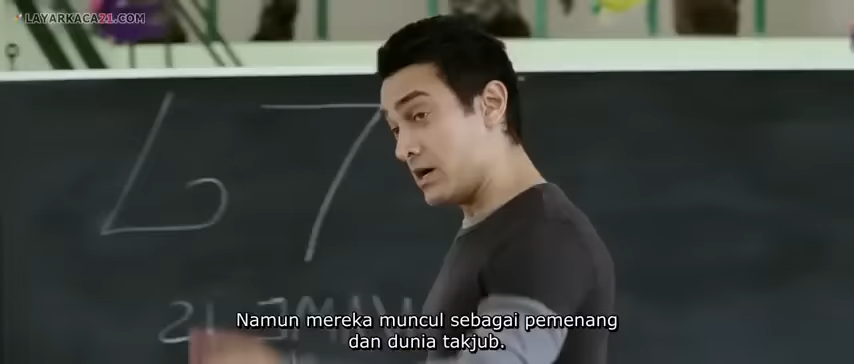 LAYARKACA21.COM
Namun mereka muncul sebagai pemenang
dan dunia takjub.